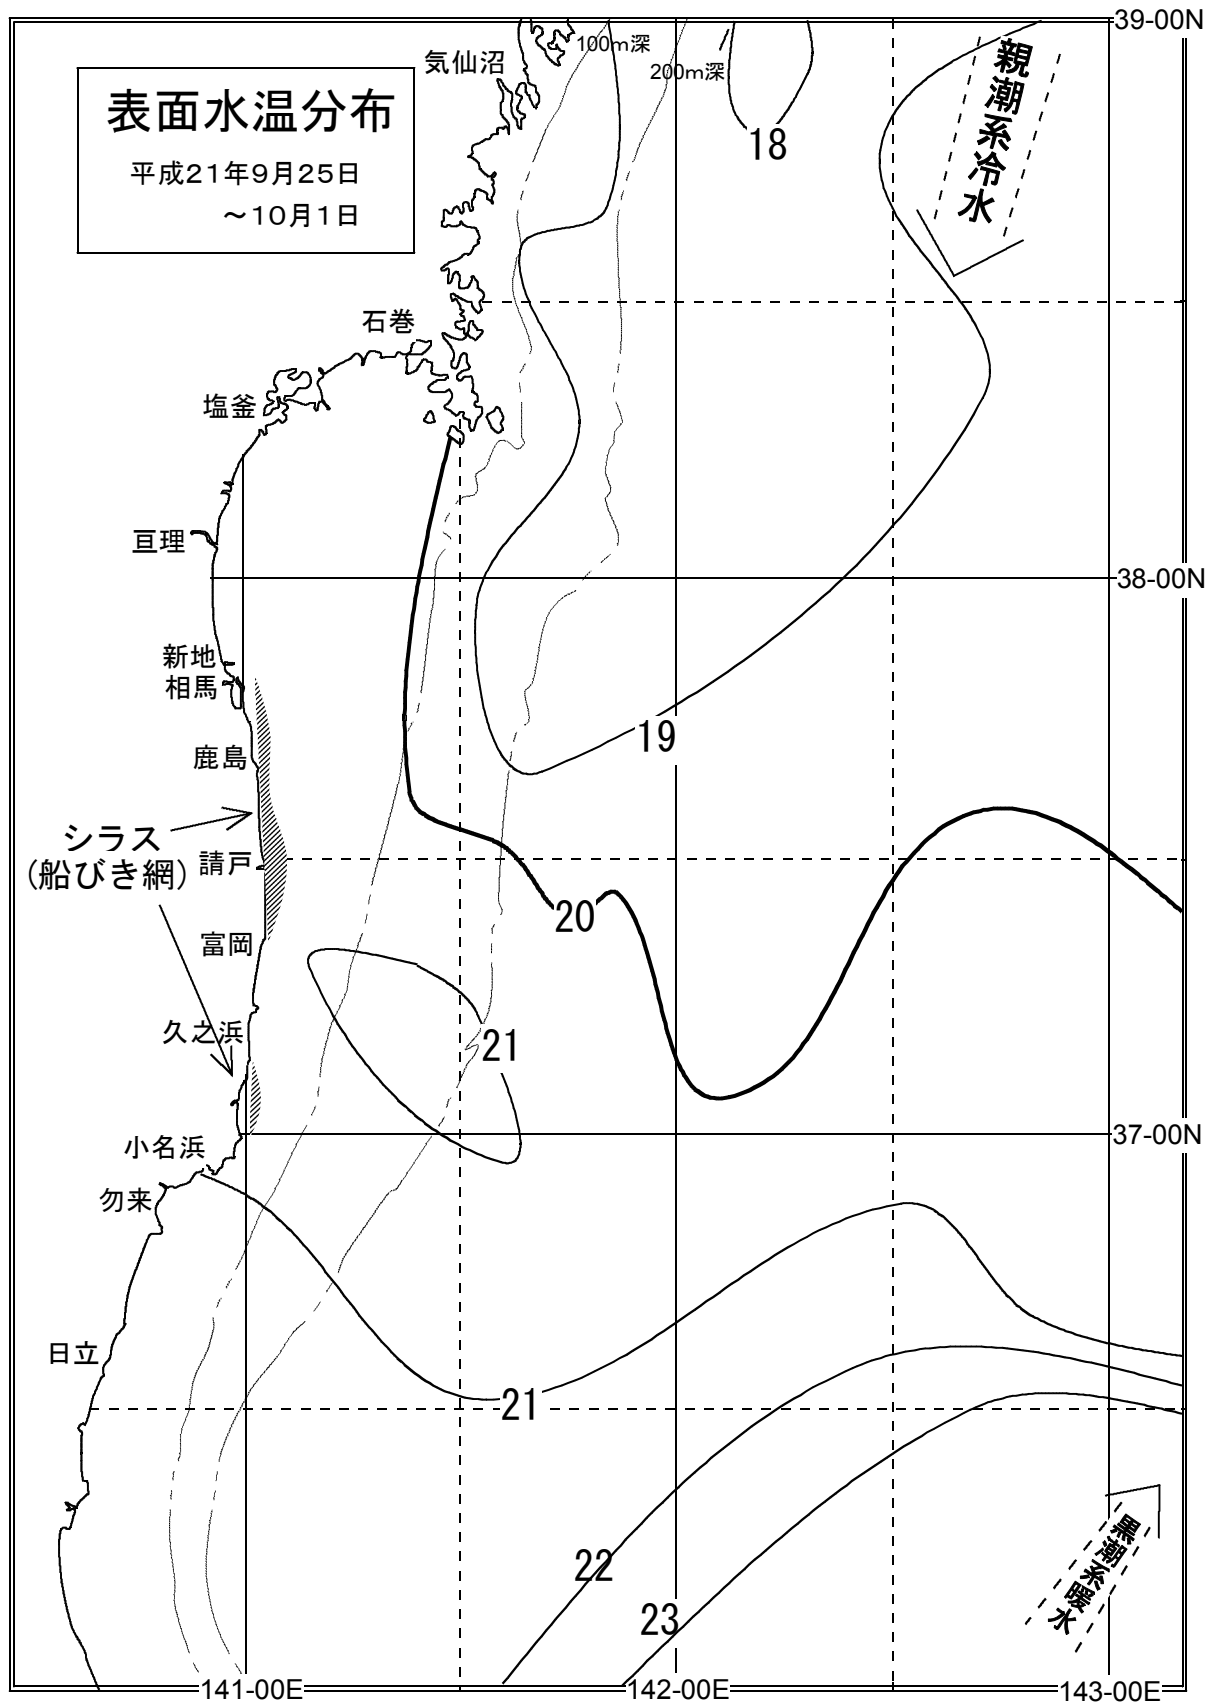 39-00N
気仙沼
100m深
200m深
表面水温分布
平成21年9月25日
～10月1日
18
親潮系冷水
石巻
塩釜
亘理
38-00N
新地
相馬
19
鹿島
シラス
(船びき網)
請戸
20
富岡
久之浜
21
37-00N
小名浜
勿来
日立
21
22
23
黒潮系暖水
141-00E
142-00E
143-00E